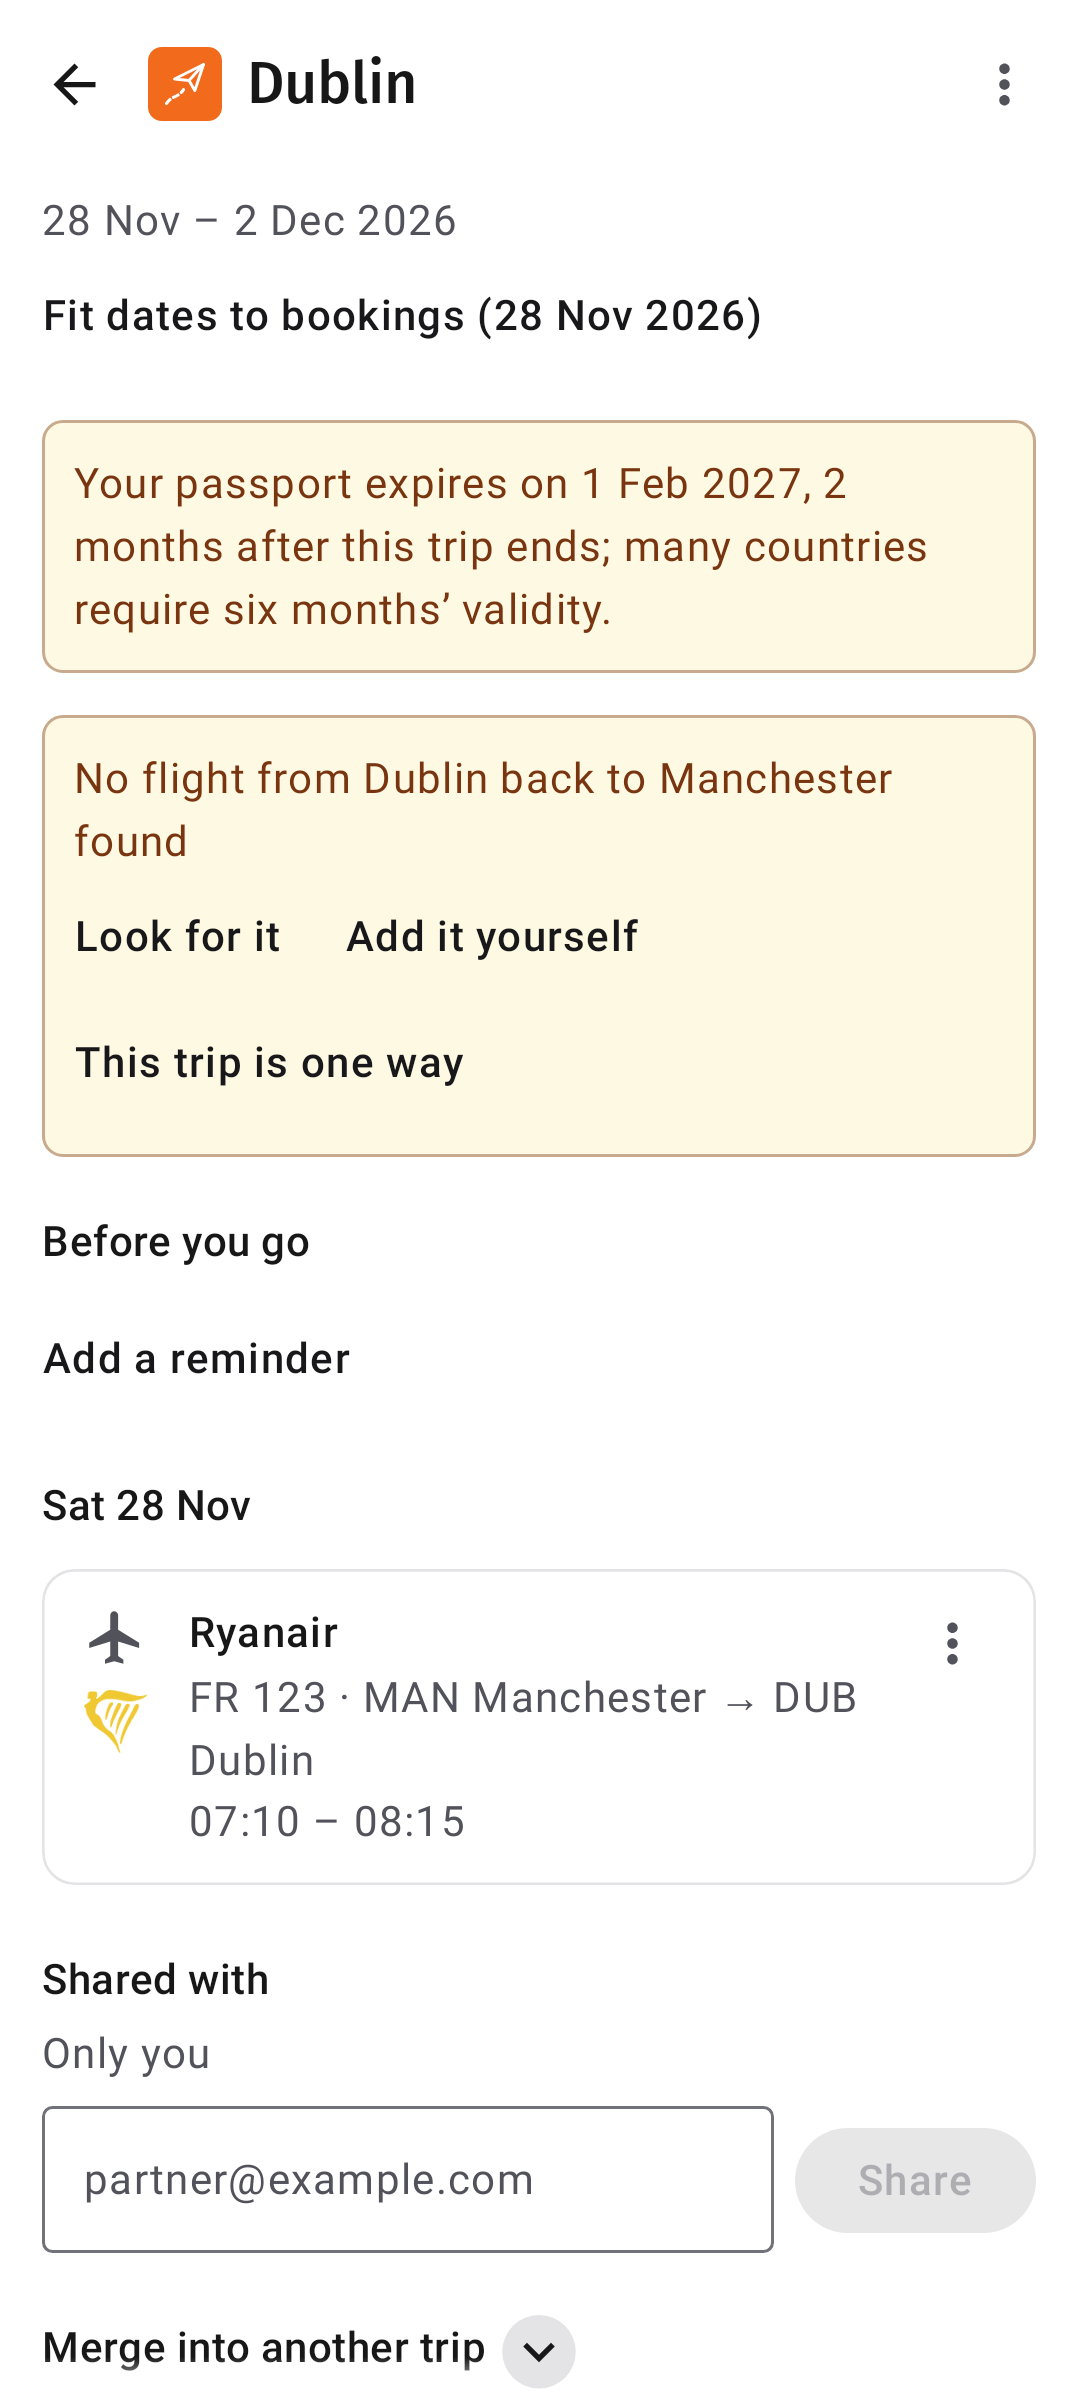 Dublin
28 Nov – 2 Dec 2026
Fit dates to bookings (28 Nov 2026)
Your passport expires on 1 Feb 2027, 2
months after this trip ends; many countries
require six months’ validity.
No flight from Dublin back to Manchester
found
Look for it Add it yourself
This trip is one way
Before you go
Add a reminder
Sat 28 Nov
Ryanair
FR 123 · MAN Manchester → DUB
Dublin
07:10 – 08:15
Shared with
Only you
partner@example.com Share
Merge into another trip